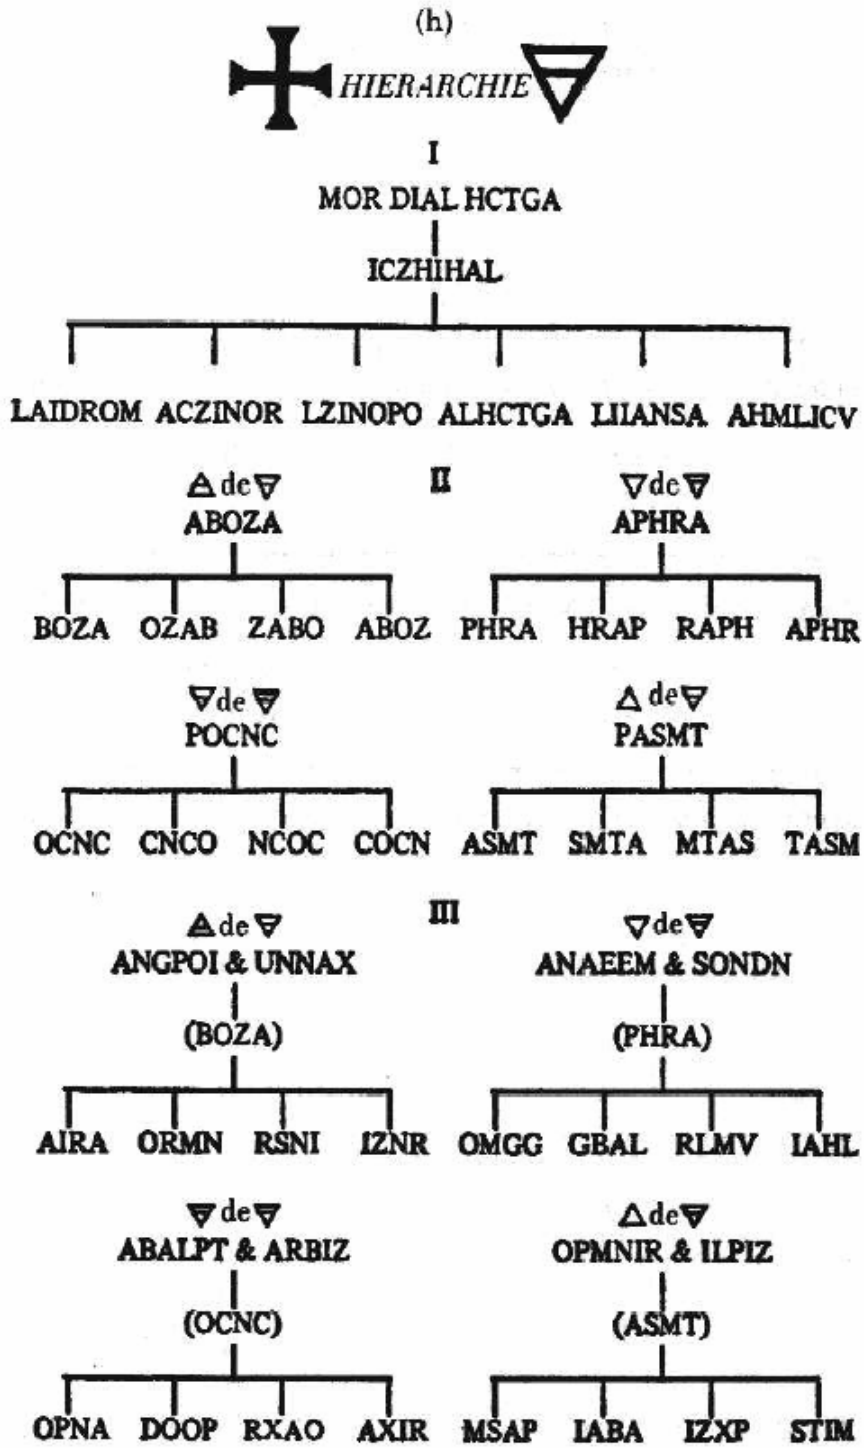 (h)
HIERARCHIE
I
MOR DIAL HCTGA
ICZHIHAL
LAIDROM ACZINOR LZINOPO ALHCTGA LIIANSA AHMLICV
de II de
ABOZA APHRA
BOZA OZAB ZABO ABOZ PHRA HRAP RAPH APHR
de de
POCNC PASMT
OCNC CNCO NCOC COCN ASMT SMTA MTAS TASM
de III de
ANGPOI & UNNAX ANAEEM & SONDN
(BOZA) (PHRA)
AIRA ORMN RSNI IZNR OMGG GBAL RLMV IAHL
de de
ABALPT & ARBIZ OPMNIR & ILPIZ
(OCNC) (ASMT)
OPNA DOOP RXAO AXIR MSAP IABA IZXP STIM